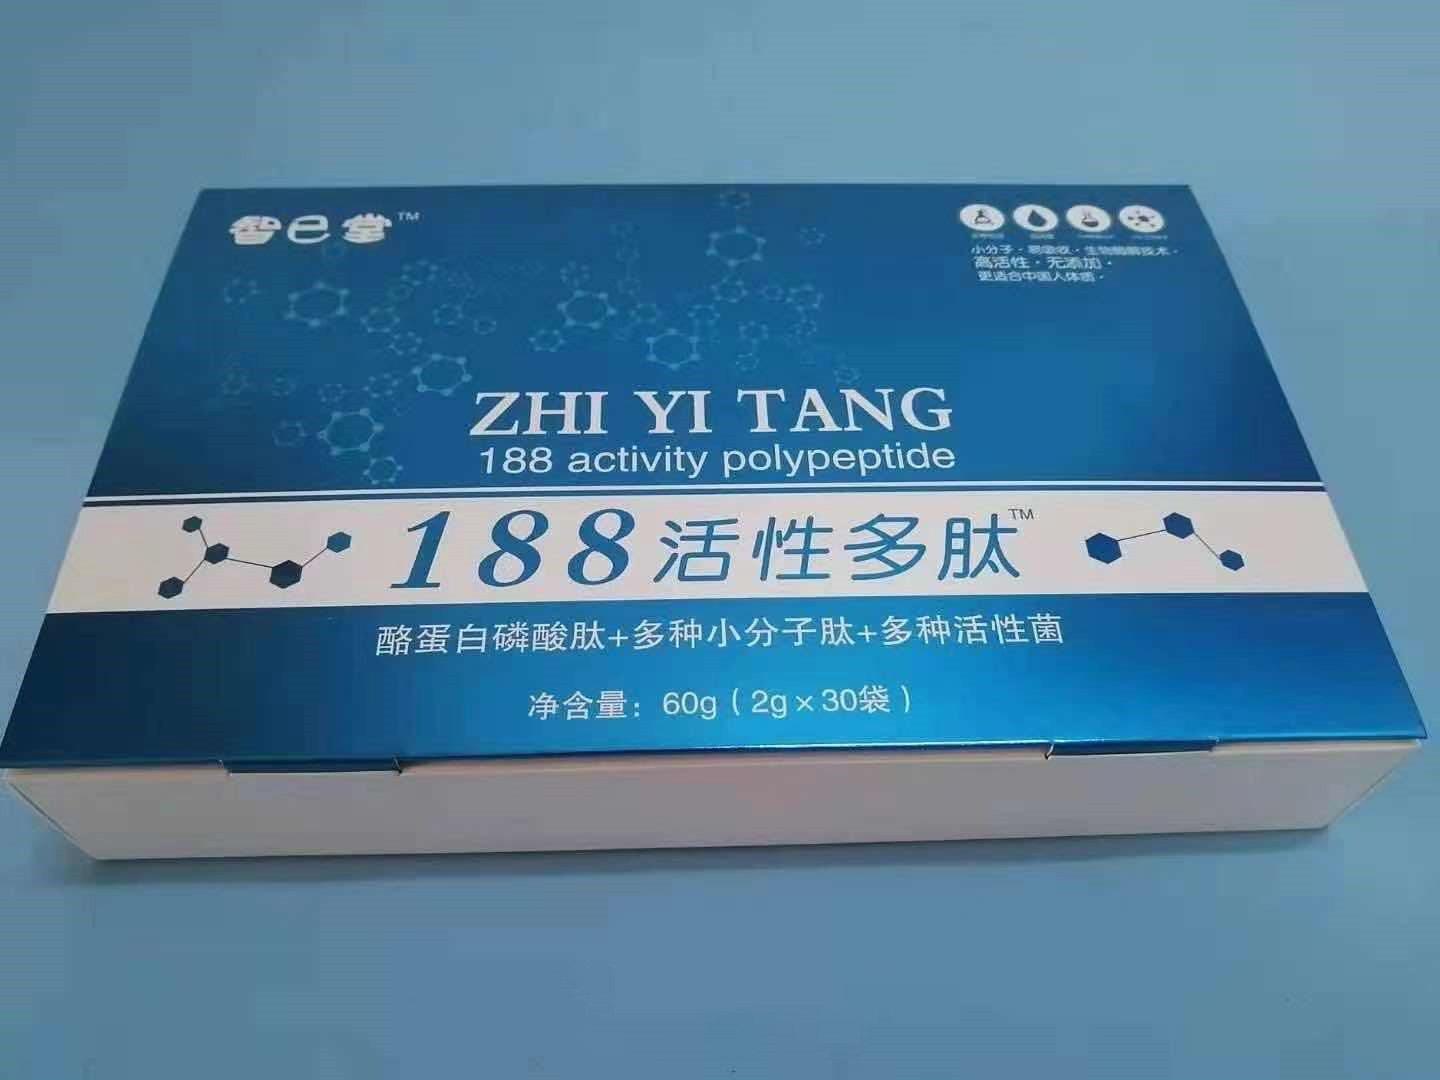 智已堂™
小分子·易吸收·生物酶解技术·
高活性·无添加·
更适合中国人体质·
ZHI YI TANG
188 activity polypeptide
188活性多肽™
酪蛋白磷酸肽+多种小分子肽+多种活性菌
净含量：60g（2g×30袋）